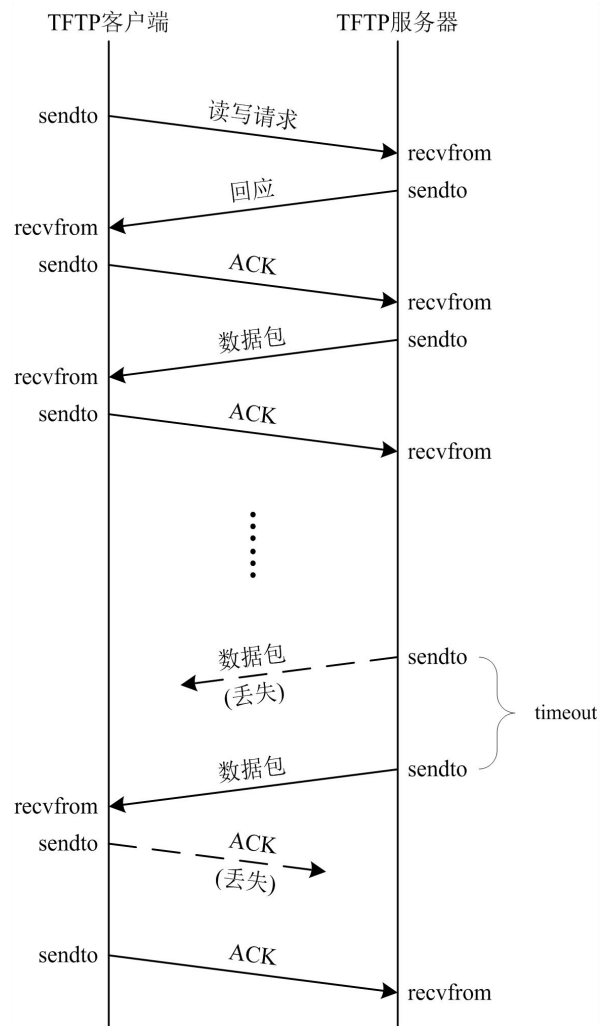 TFTP客户端
TFTP服务器
sendto
读写请求
recvfrom
回应
sendto
recvfrom
sendto
ACK
recvfrom
数据包
sendto
recvfrom
sendto
ACK
recvfrom
数据包
(丢失)
sendto
timeout
数据包
sendto
recvfrom
sendto
ACK
(丢失)
sendto
ACK
recvfrom